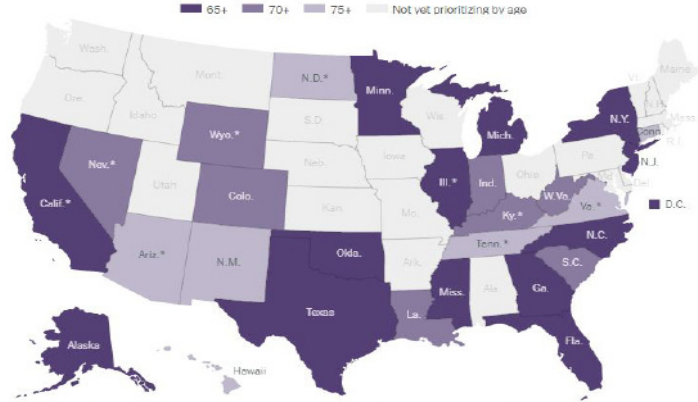 65+ 70+ 75+ Not yet prioritizing by age
Wash.
Mont.
N.D.*
Minn.
Maine
Vt.
N.H.
Ore.
Idaho
S.D.
Wis.
Mich.
N.Y.
Mass.
Conn.
R.I.
Wyo.*
Iowa
Pa.
N.J.
Nev.*
Neb.
Ill.*
Ind.
Ohio
Utah
Colo.
W.Va.
Del.
Calif.*
Kan.
Mo.
Ky.*
Va.*
D.C.
Ariz.*
N.M.
Okla.
Ark.
Tenn.*
N.C.
S.C.
Texas
La.
Miss.
Ala.
Ga.
Alaska
Hawaii
Fla.